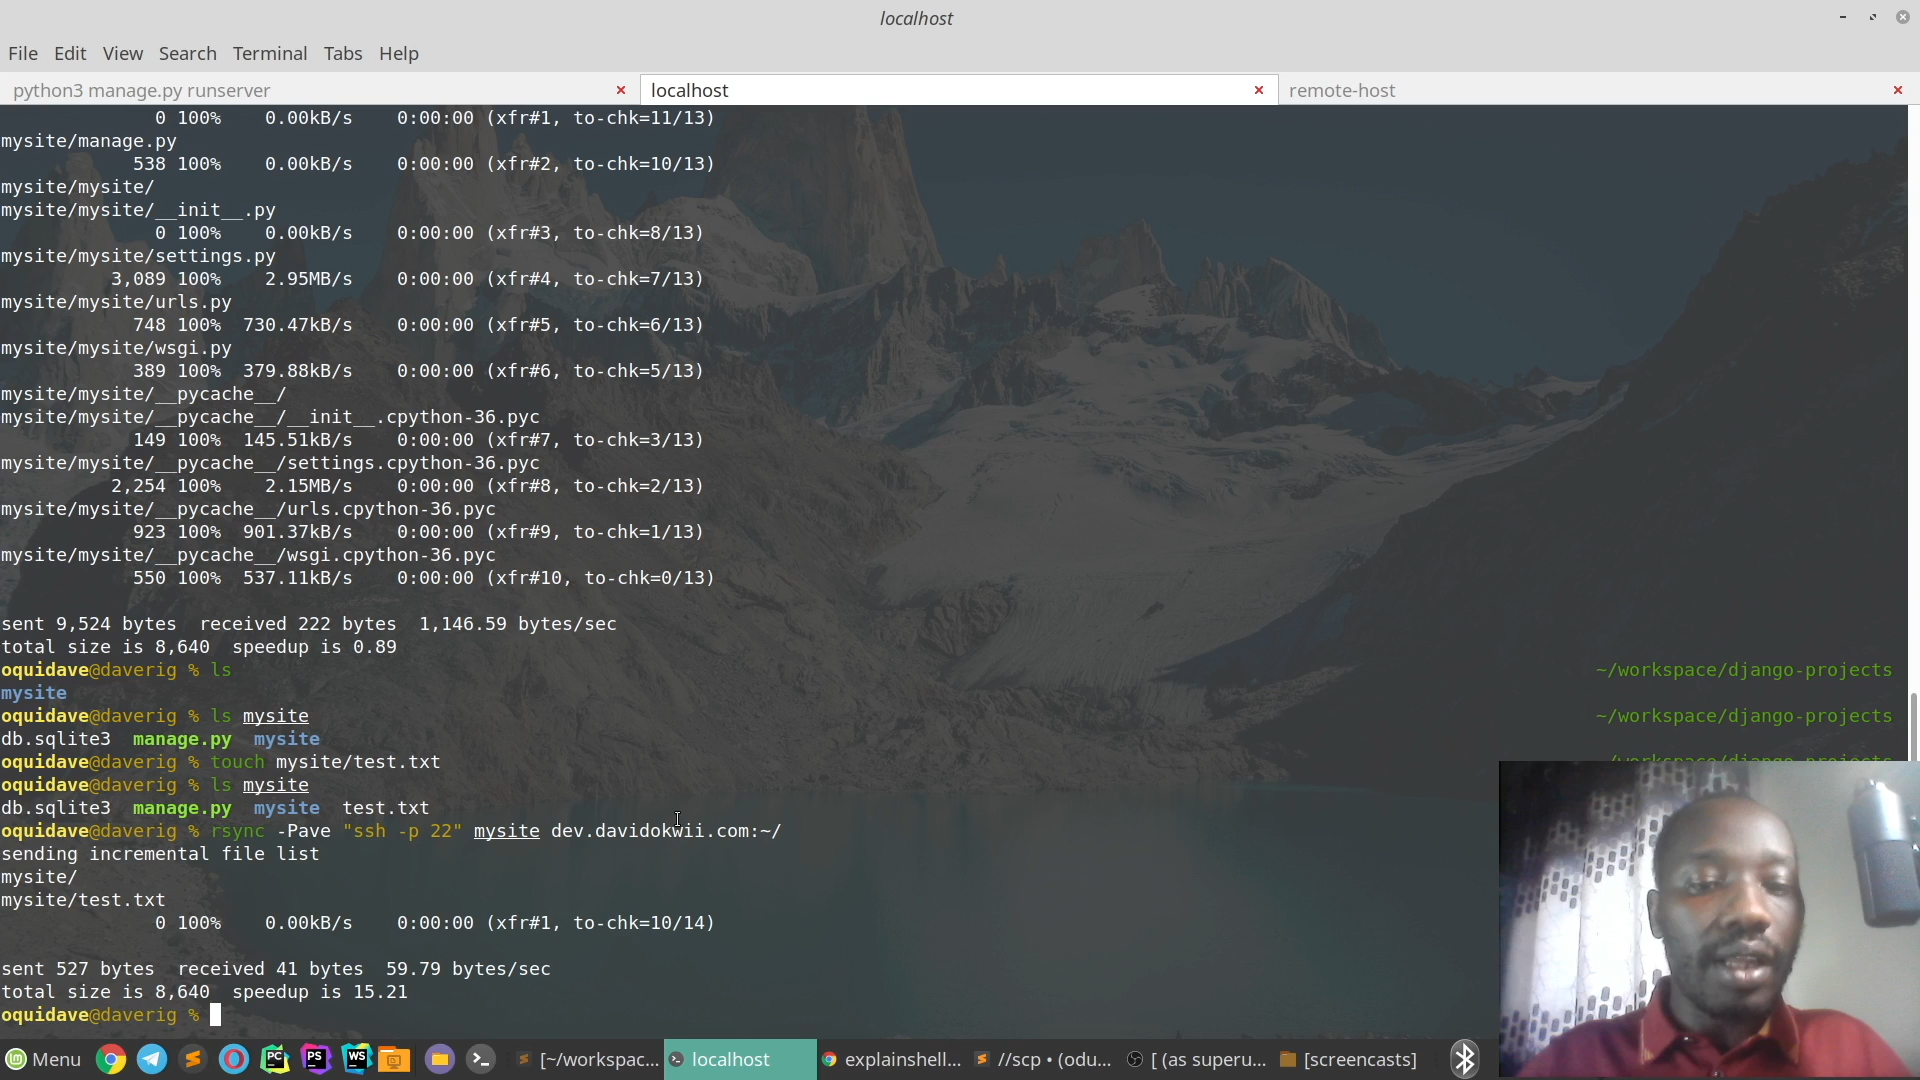 localhost
File Edit View Search Terminal Tabs Help
python3 manage.py runserver localhost remote-host
0 100% 0.00kB/s 0:00:00 (xfr#1, to-chk=11/13)
mysite/manage.py
538 100% 0.00kB/s 0:00:00 (xfr#2, to-chk=10/13)
mysite/mysite/
mysite/mysite/__init__.py
0 100% 0.00kB/s 0:00:00 (xfr#3, to-chk=8/13)
mysite/mysite/settings.py
3,089 100% 2.95MB/s 0:00:00 (xfr#4, to-chk=7/13)
mysite/mysite/urls.py
748 100% 730.47kB/s 0:00:00 (xfr#5, to-chk=6/13)
mysite/mysite/wsgi.py
389 100% 379.88kB/s 0:00:00 (xfr#6, to-chk=5/13)
mysite/mysite/__pycache__/
mysite/mysite/__pycache__/__init__.cpython-36.pyc
149 100% 145.51kB/s 0:00:00 (xfr#7, to-chk=3/13)
mysite/mysite/__pycache__/settings.cpython-36.pyc
2,254 100% 2.15MB/s 0:00:00 (xfr#8, to-chk=2/13)
mysite/mysite/__pycache__/urls.cpython-36.pyc
923 100% 901.37kB/s 0:00:00 (xfr#9, to-chk=1/13)
mysite/mysite/__pycache__/wsgi.cpython-36.pyc
550 100% 537.11kB/s 0:00:00 (xfr#10, to-chk=0/13)
sent 9,524 bytes received 222 bytes 1,146.59 bytes/sec
total size is 8,640 speedup is 0.89
oquidave@daverig % ls ~/workspace/django-projects
mysite
oquidave@daverig % ls mysite ~/workspace/django-projects
db.sqlite3 manage.py mysite
oquidave@daverig % touch mysite/test.txt ~/workspace/django-projects
oquidave@daverig % ls mysite
db.sqlite3 manage.py mysite test.txt
oquidave@daverig % rsync -Pave "ssh -p 22" mysite dev.davidokwii.com:~/
sending incremental file list
mysite/
mysite/test.txt
0 100% 0.00kB/s 0:00:00 (xfr#1, to-chk=10/14)
sent 527 bytes received 41 bytes 59.79 bytes/sec
total size is 8,640 speedup is 15.21
oquidave@daverig %
Menu PC PS WS [~/workspac... localhost explainshell... //scp • (odu... [ (as superu... [screencasts]